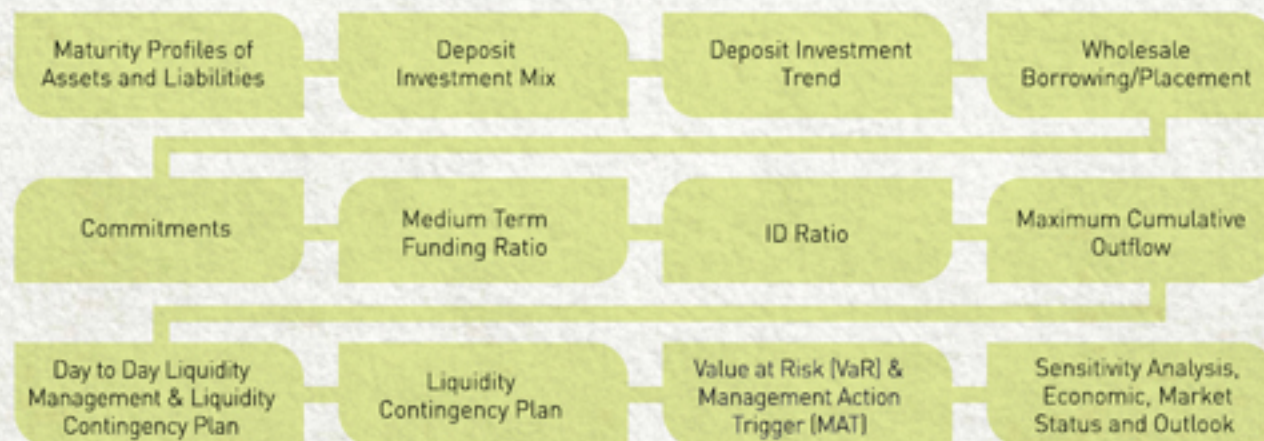 Maturity Profiles of
Assets and Liabilities
Deposit
Investment Mix
Deposit Investment
Trend
Wholesale
Borrowing/Placement
Commitments
Medium Term
Funding Ratio
ID Ratio
Maximum Cumulative
Outflow
Day to Day Liquidity
Management & Liquidity
Contingency Plan
Liquidity
Contingency Plan
Value at Risk (VaR) &
Management Action
Trigger (MAT)
Sensitivity Analysis,
Economic, Market
Status and Outlook